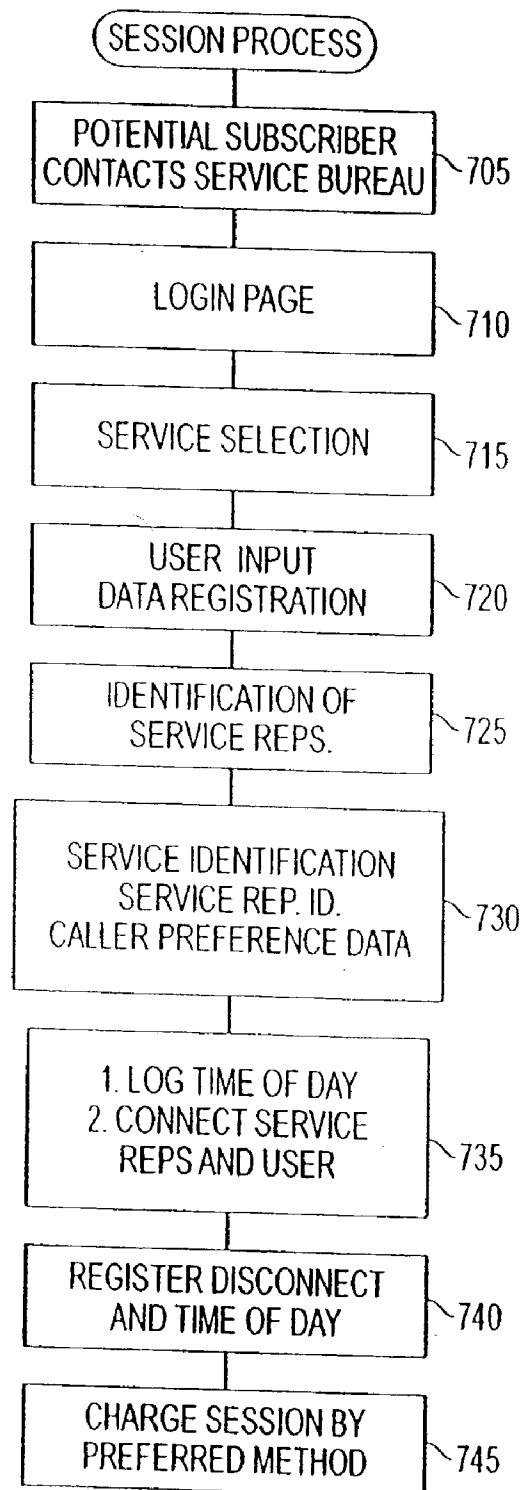 SESSION PROCESS
POTENTIAL SUBSCRIBER
CONTACTS SERVICE BUREAU
705
LOGIN PAGE
710
SERVICE SELECTION
715
USER INPUT
DATA REGISTRATION
720
IDENTIFICATION OF
SERVICE REPS.
725
SERVICE IDENTIFICATION
SERVICE REP. ID.
CALLER PREFERENCE DATA
730
1. LOG TIME OF DAY
2. CONNECT SERVICE
REPS AND USER
735
REGISTER DISCONNECT
AND TIME OF DAY
740
CHARGE SESSION BY
PREFERRED METHOD
745